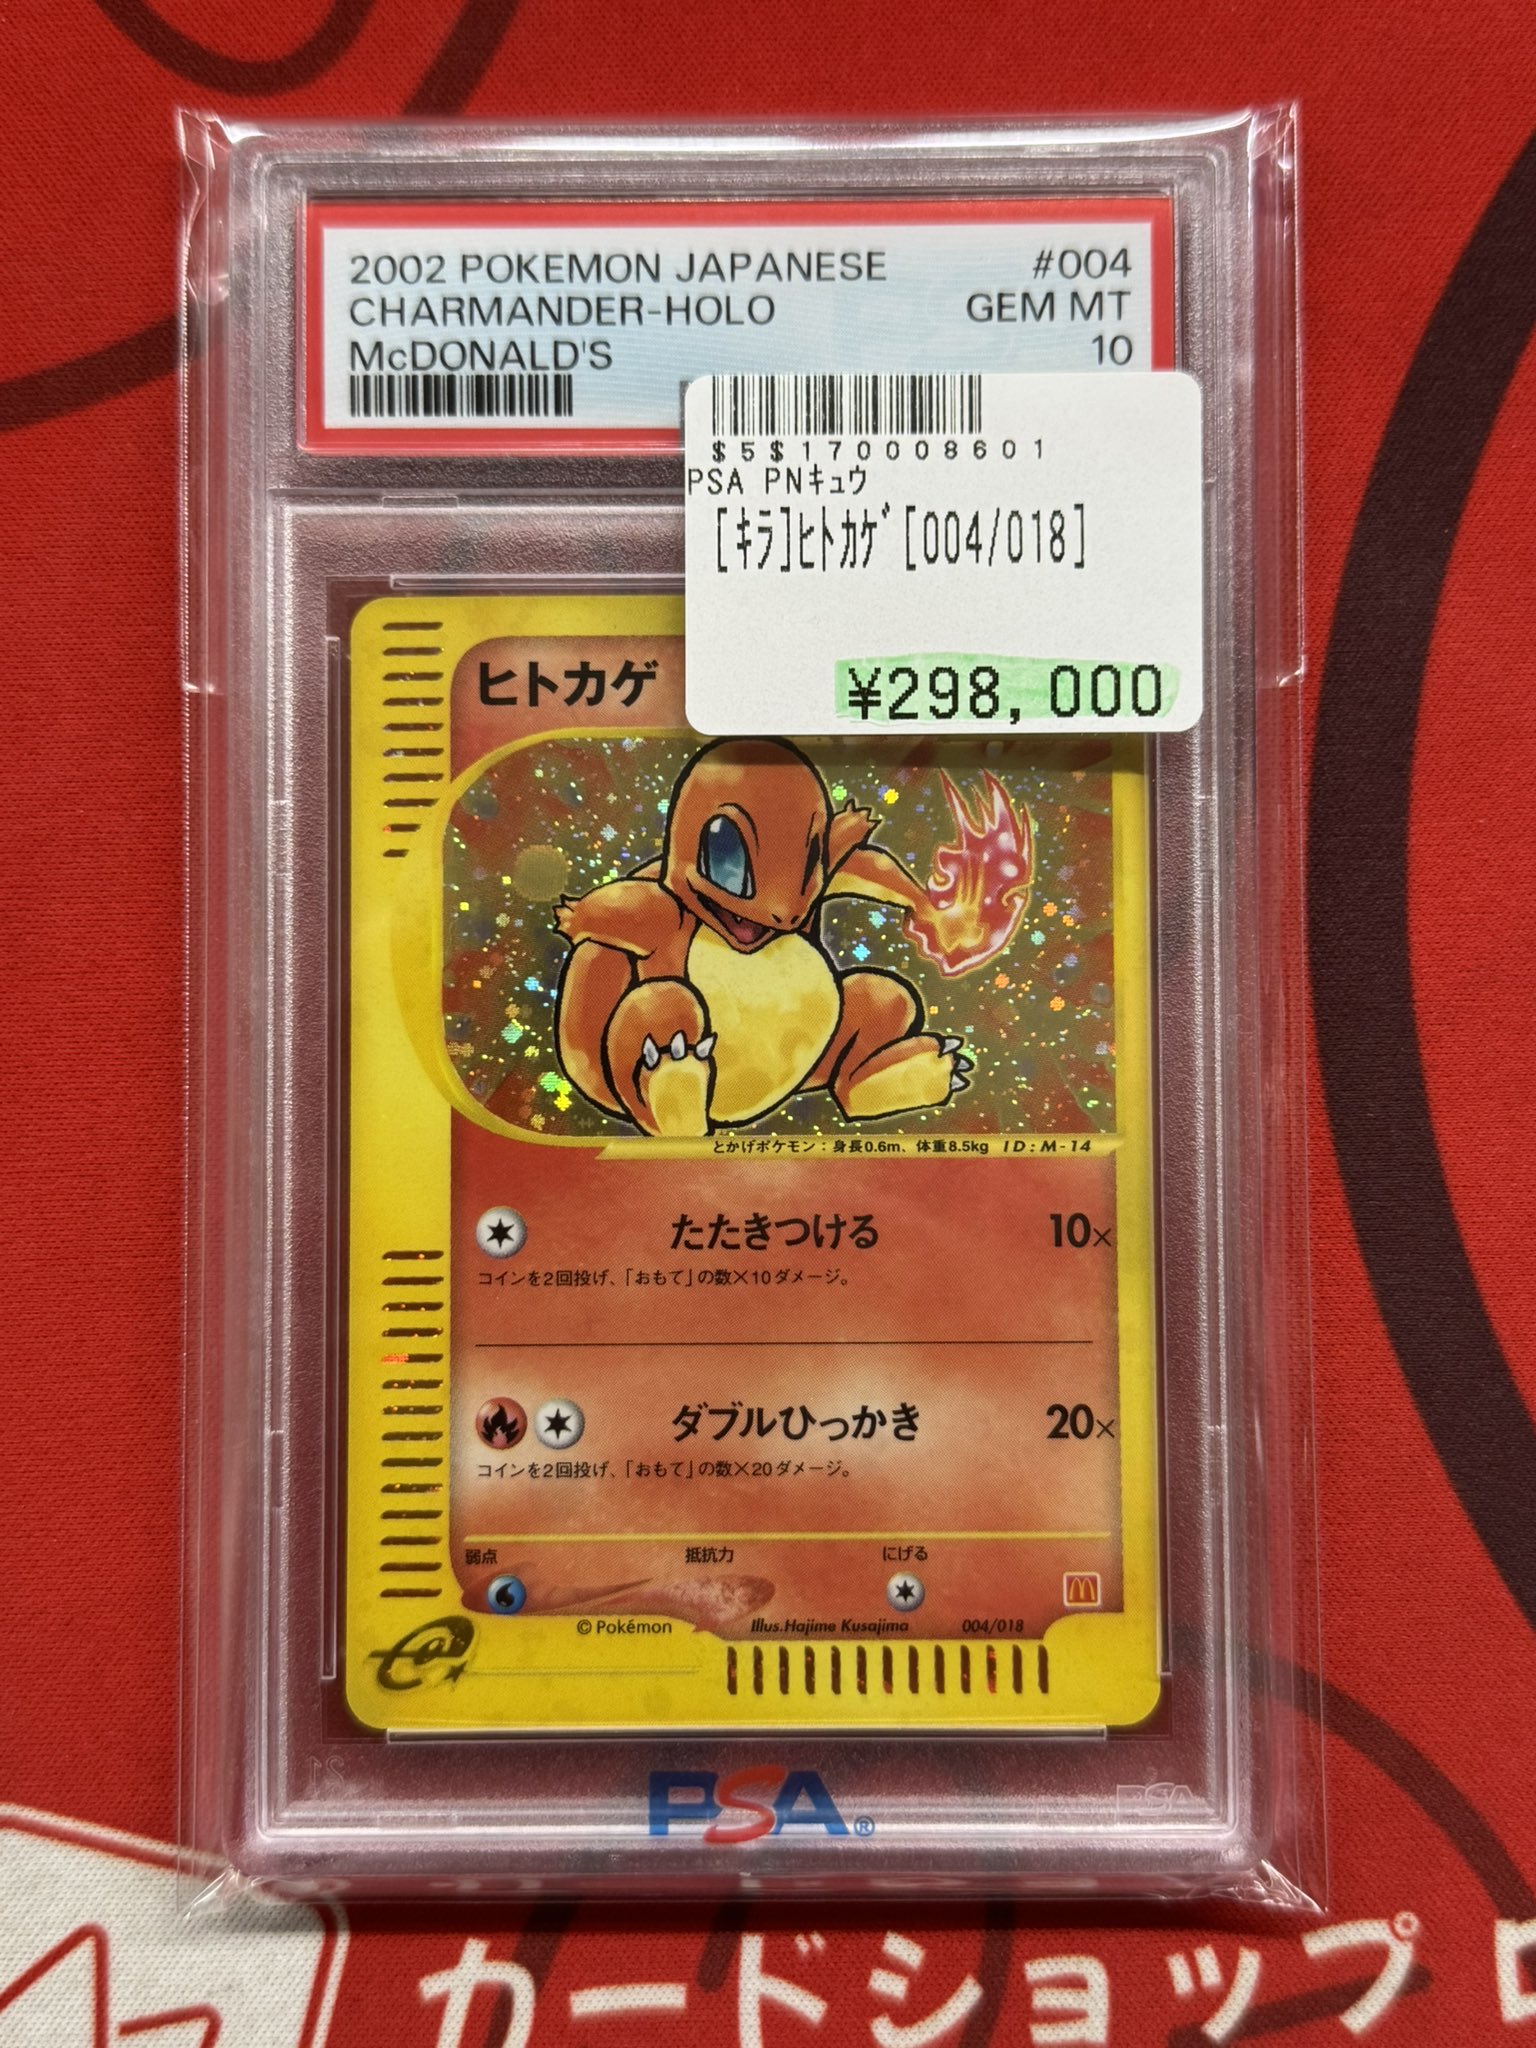 2002 POKEMON JAPANESE #004
CHARMANDER-HOLO GEM MT
McDONALD'S 10
$5$170008601
PSA PNｷｭｳ
[ｷﾗ]ﾋﾄｶｹﾞ[004/018]
¥298,000
ヒトカゲ
とかげポケモン：身長0.6m、体重8.5kg ID:M-14
たたきつける 10×
コインを2回投げ、「おもて」の数×10ダメージ。
ダブルひっかき 20×
コインを2回投げ、「おもて」の数×20ダメージ。
弱点 抵抗力 にげる
©Pokémon Illus.Hajime Kusajima 004/018
PSA® PSA
カードショップ